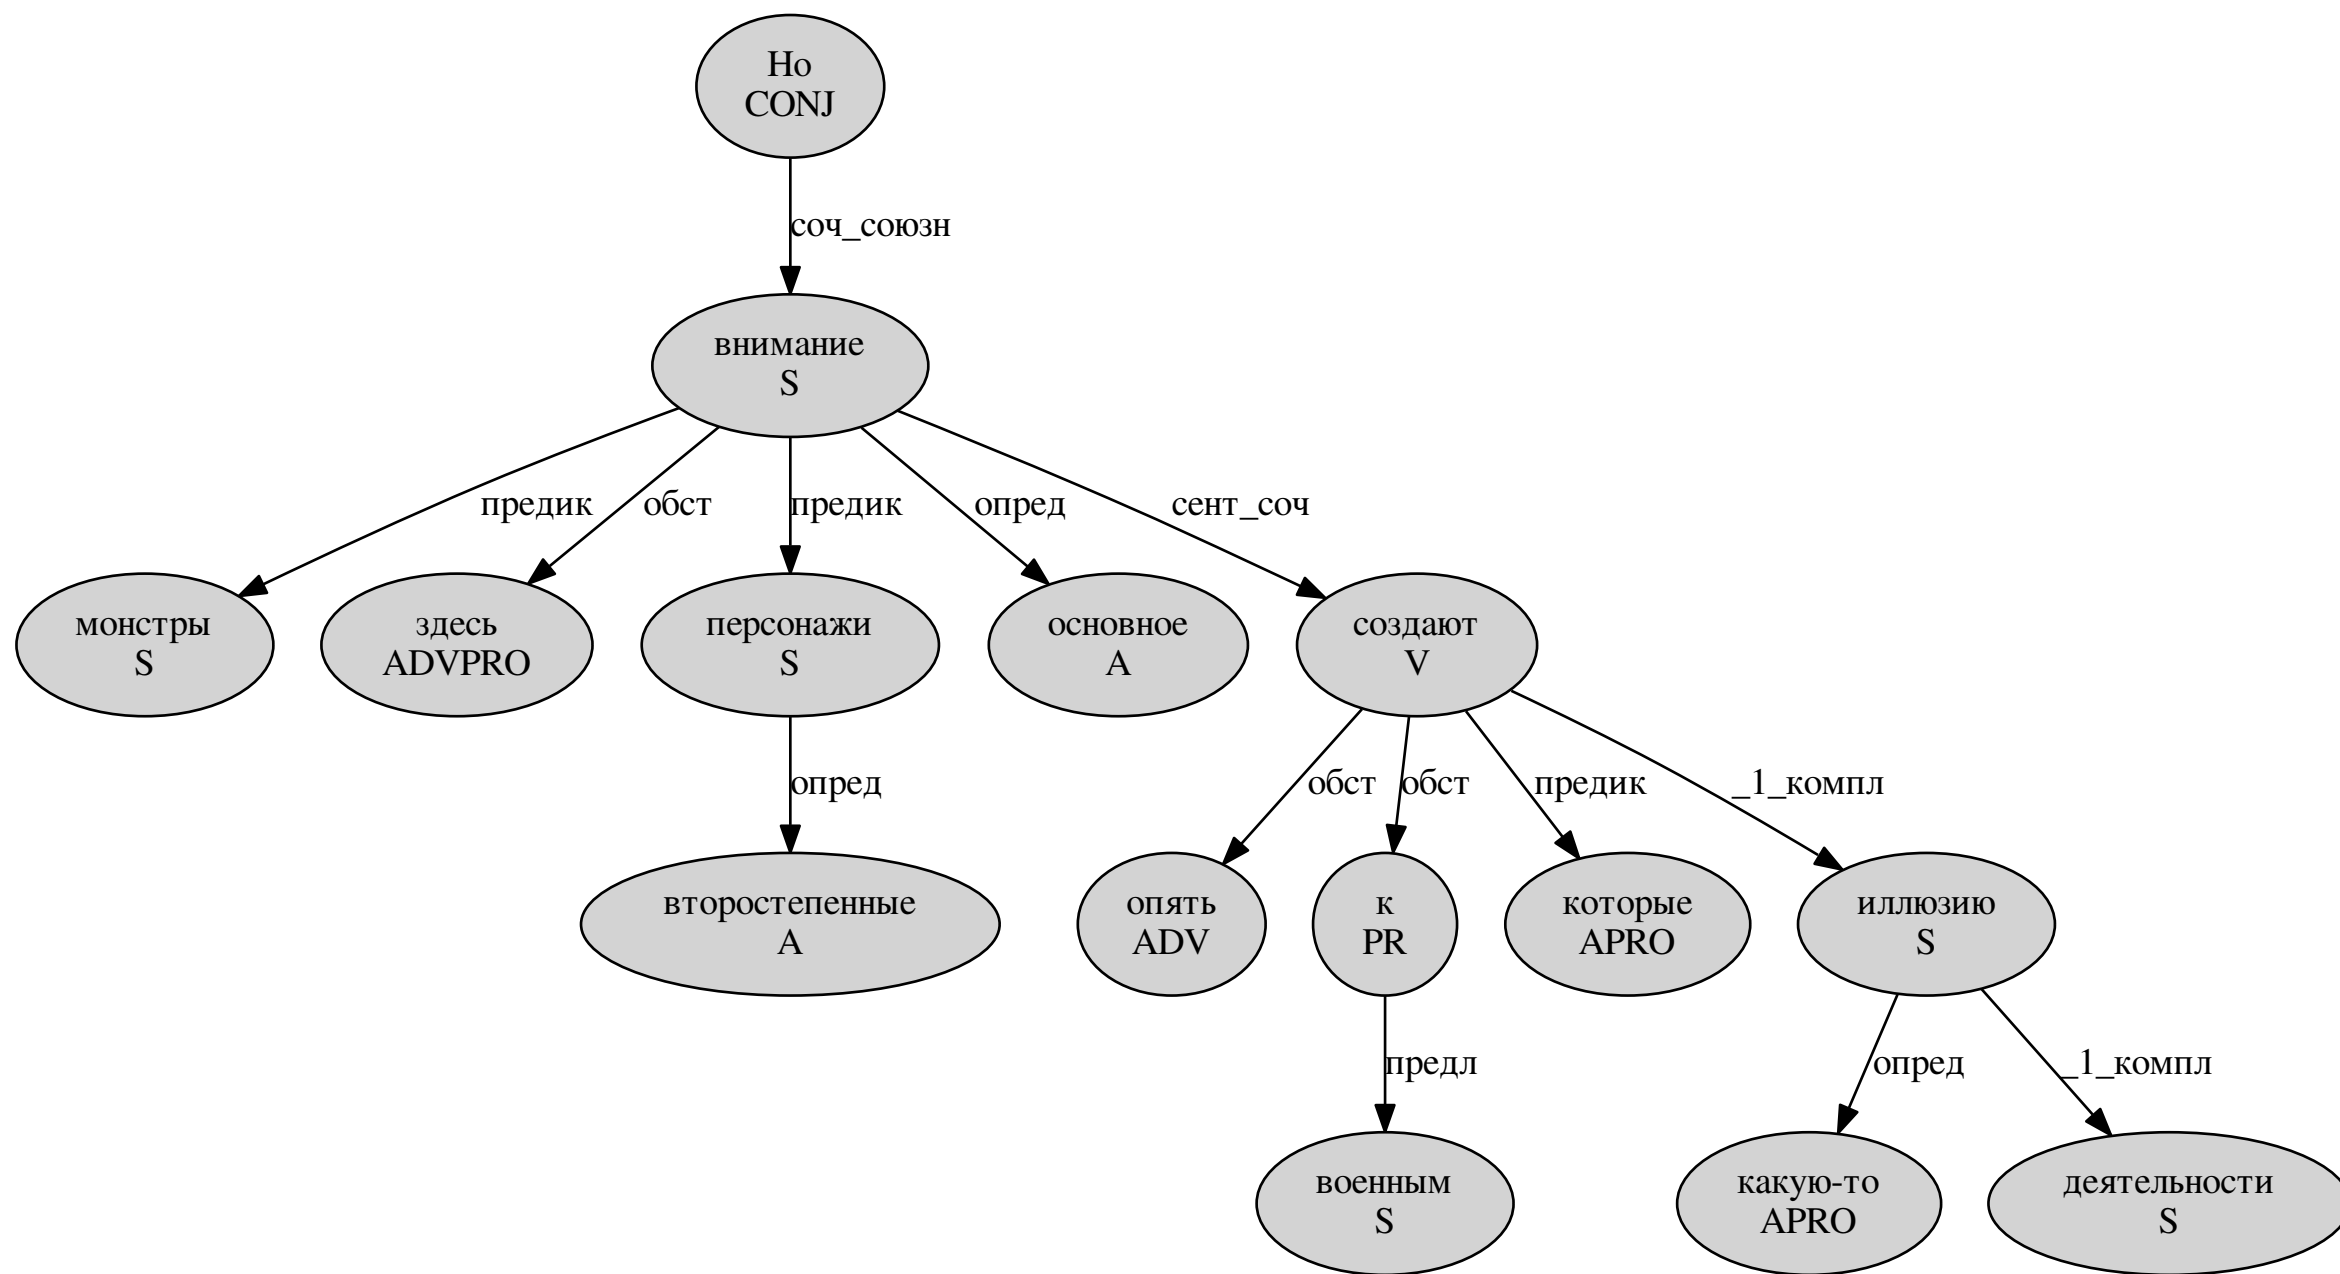 Но
CONJ
соч_союзн
внимание
S
предик
обст
предик
опред
сент_соч
монстры
S
здесь
ADVPRO
персонажи
S
основное
A
создают
V
опред
обст
обст
предик
_1_компл
второстепенные
A
опять
ADV
к
PR
которые
APRO
иллюзию
S
предл
опред
_1_компл
военным
S
какую-то
APRO
деятельности
S